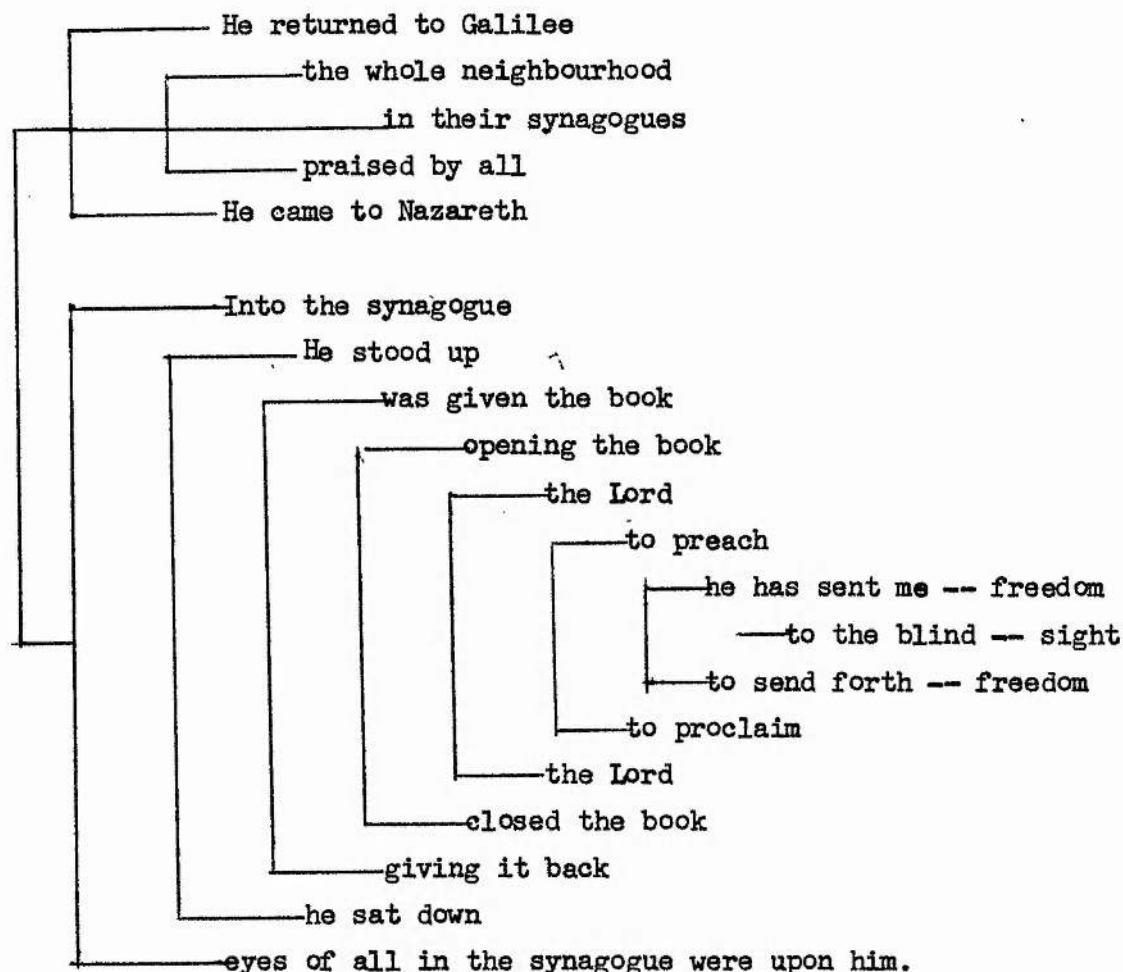 He returned to Galilee
the whole neighbourhood
in their synagogues
praised by all
He came to Nazareth
Into the synagogue
He stood up
was given the book
opening the book
the Lord
to preach
he has sent me -- freedom
to the blind -- sight
to send forth -- freedom
to proclaim
the Lord
closed the book
giving it back
he sat down
eyes of all in the synagogue were upon him.